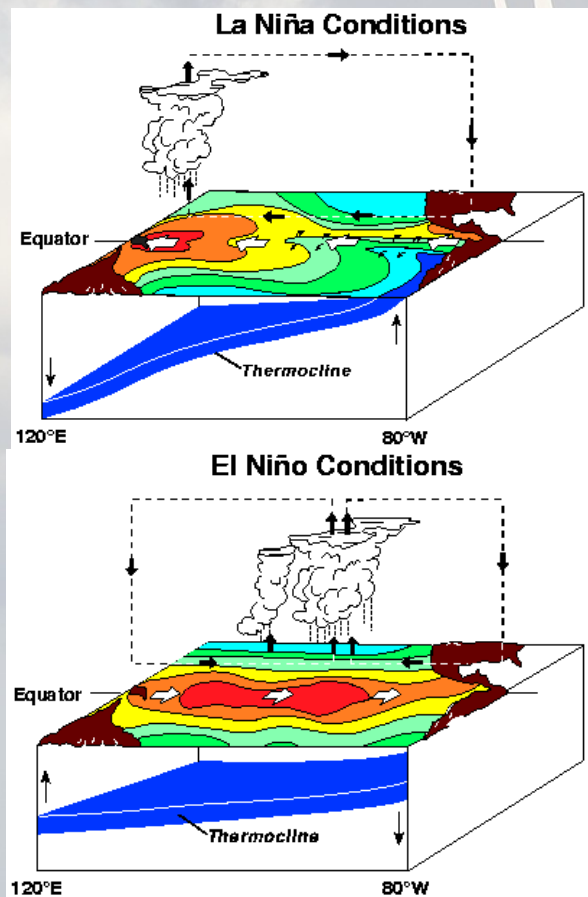 La Niña Conditions
Equator
Thermocline
120°E
80°W
El Niño Conditions
Equator
Thermocline
120°E
80°W